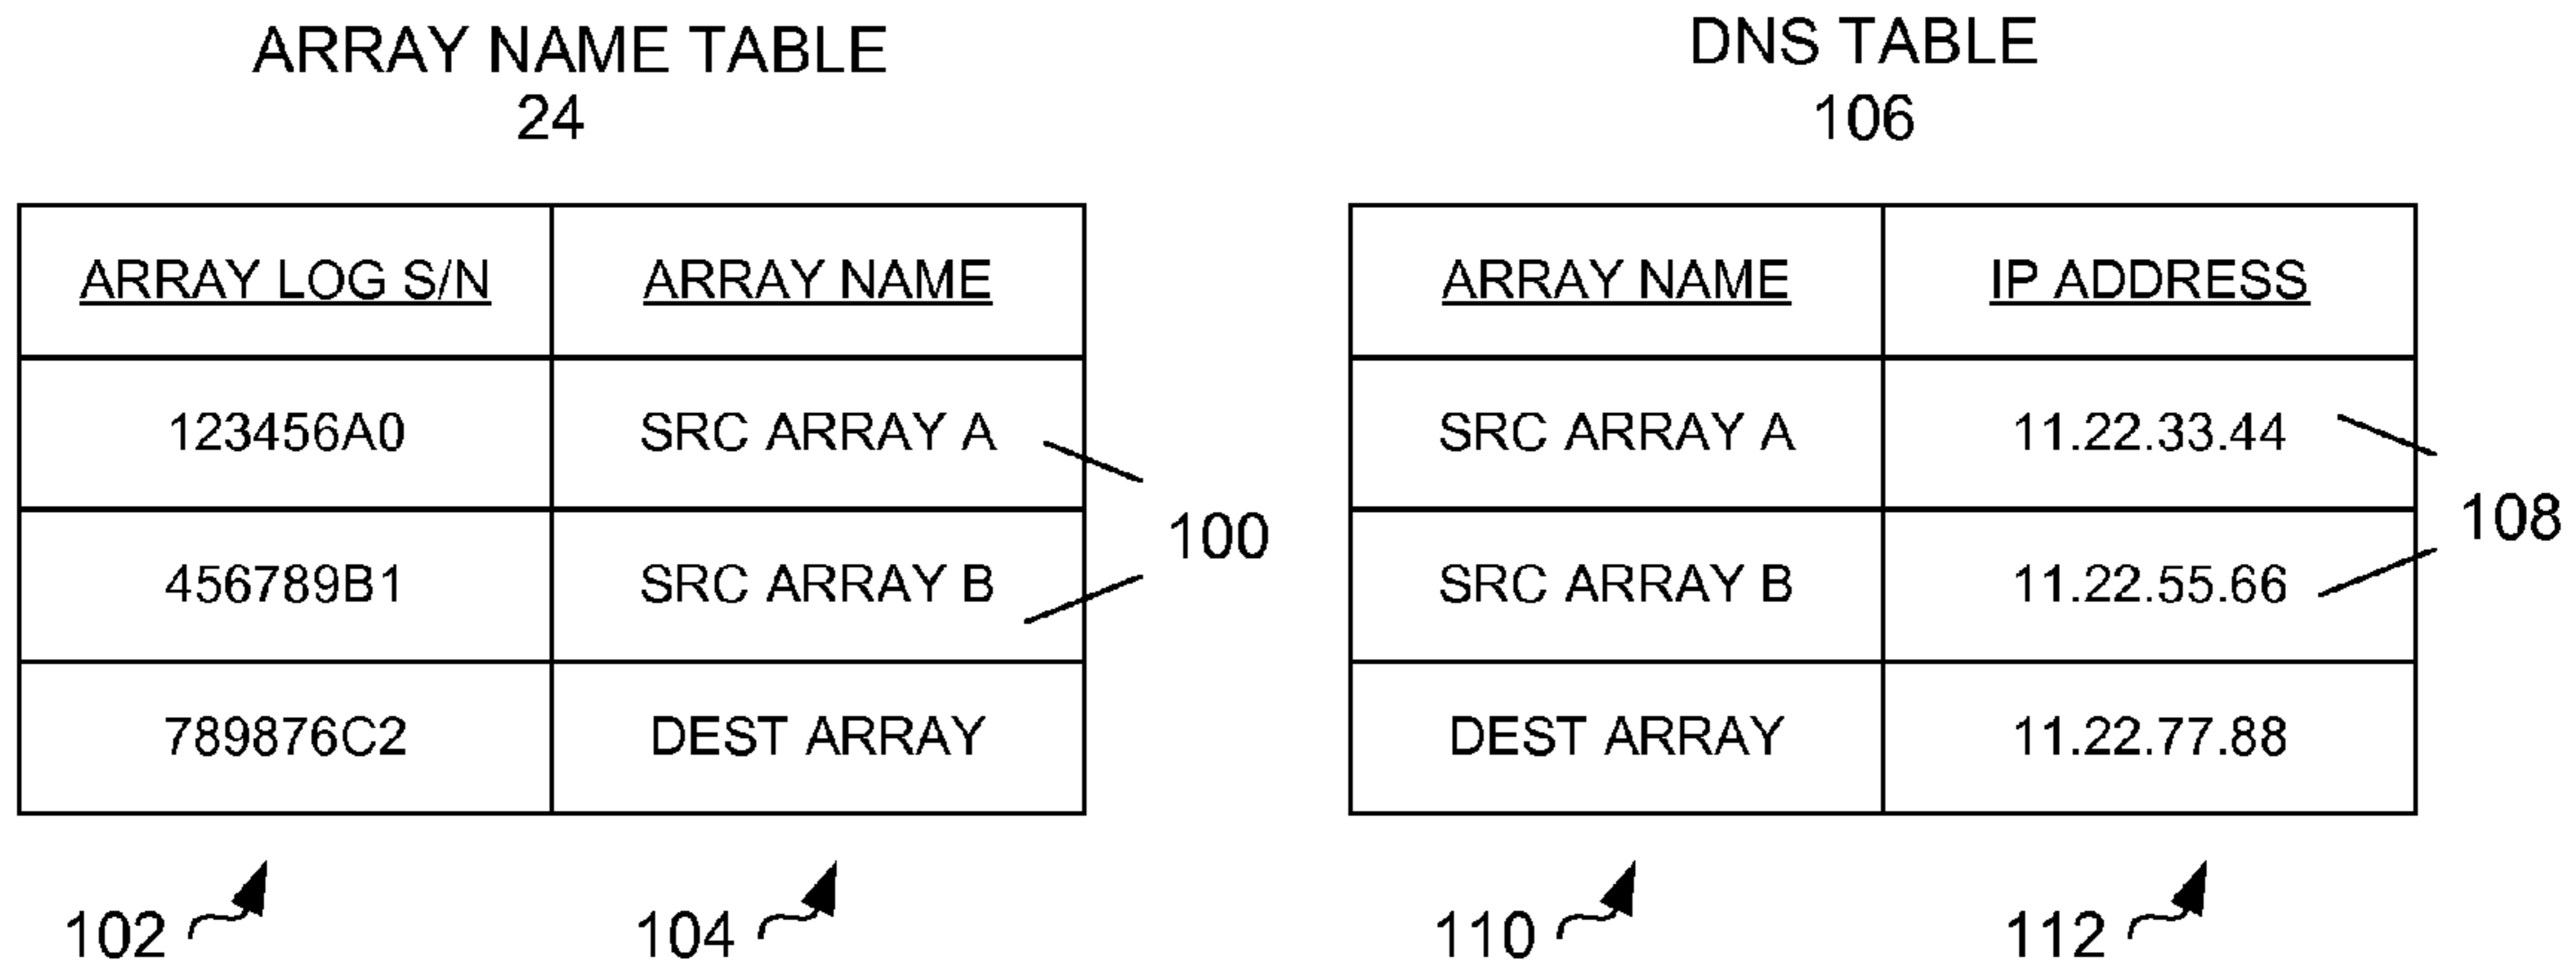 ARRAY NAME TABLE
24
ARRAY LOG S/N ARRAY NAME
123456A0 SRC ARRAY A
456789B1 SRC ARRAY B
789876C2 DEST ARRAY
100
102 104
DNS TABLE
106
ARRAY NAME IP ADDRESS
SRC ARRAY A 11.22.33.44
SRC ARRAY B 11.22.55.66
DEST ARRAY 11.22.77.88
108
110 112